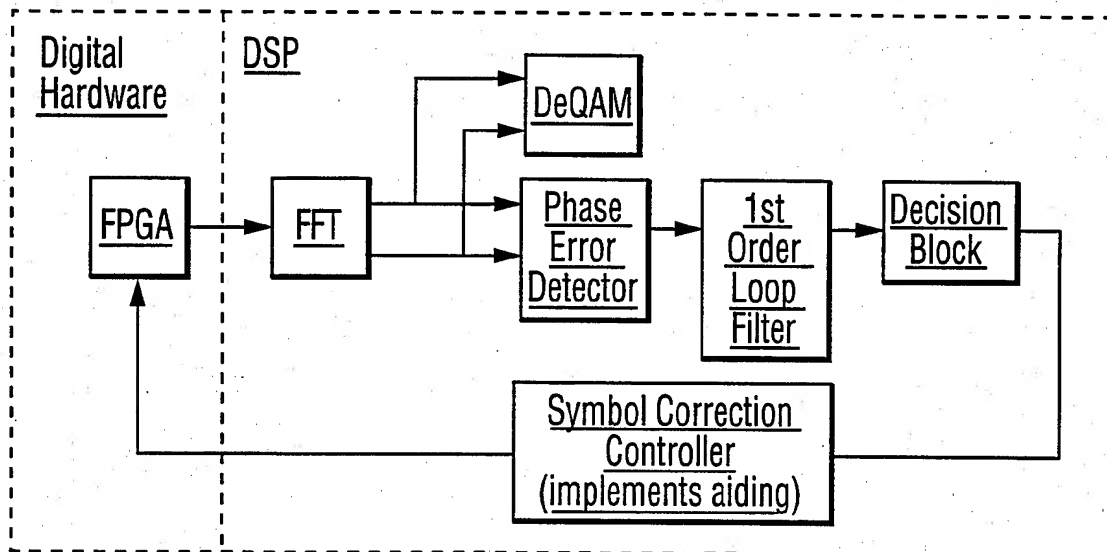 Digital
Hardware
DSP
DeQAM
FPGA
FFT
Phase
Error
Detector
1st
Order
Loop
Filter
Decision
Block
Symbol Correction
Controller
(implements aiding)